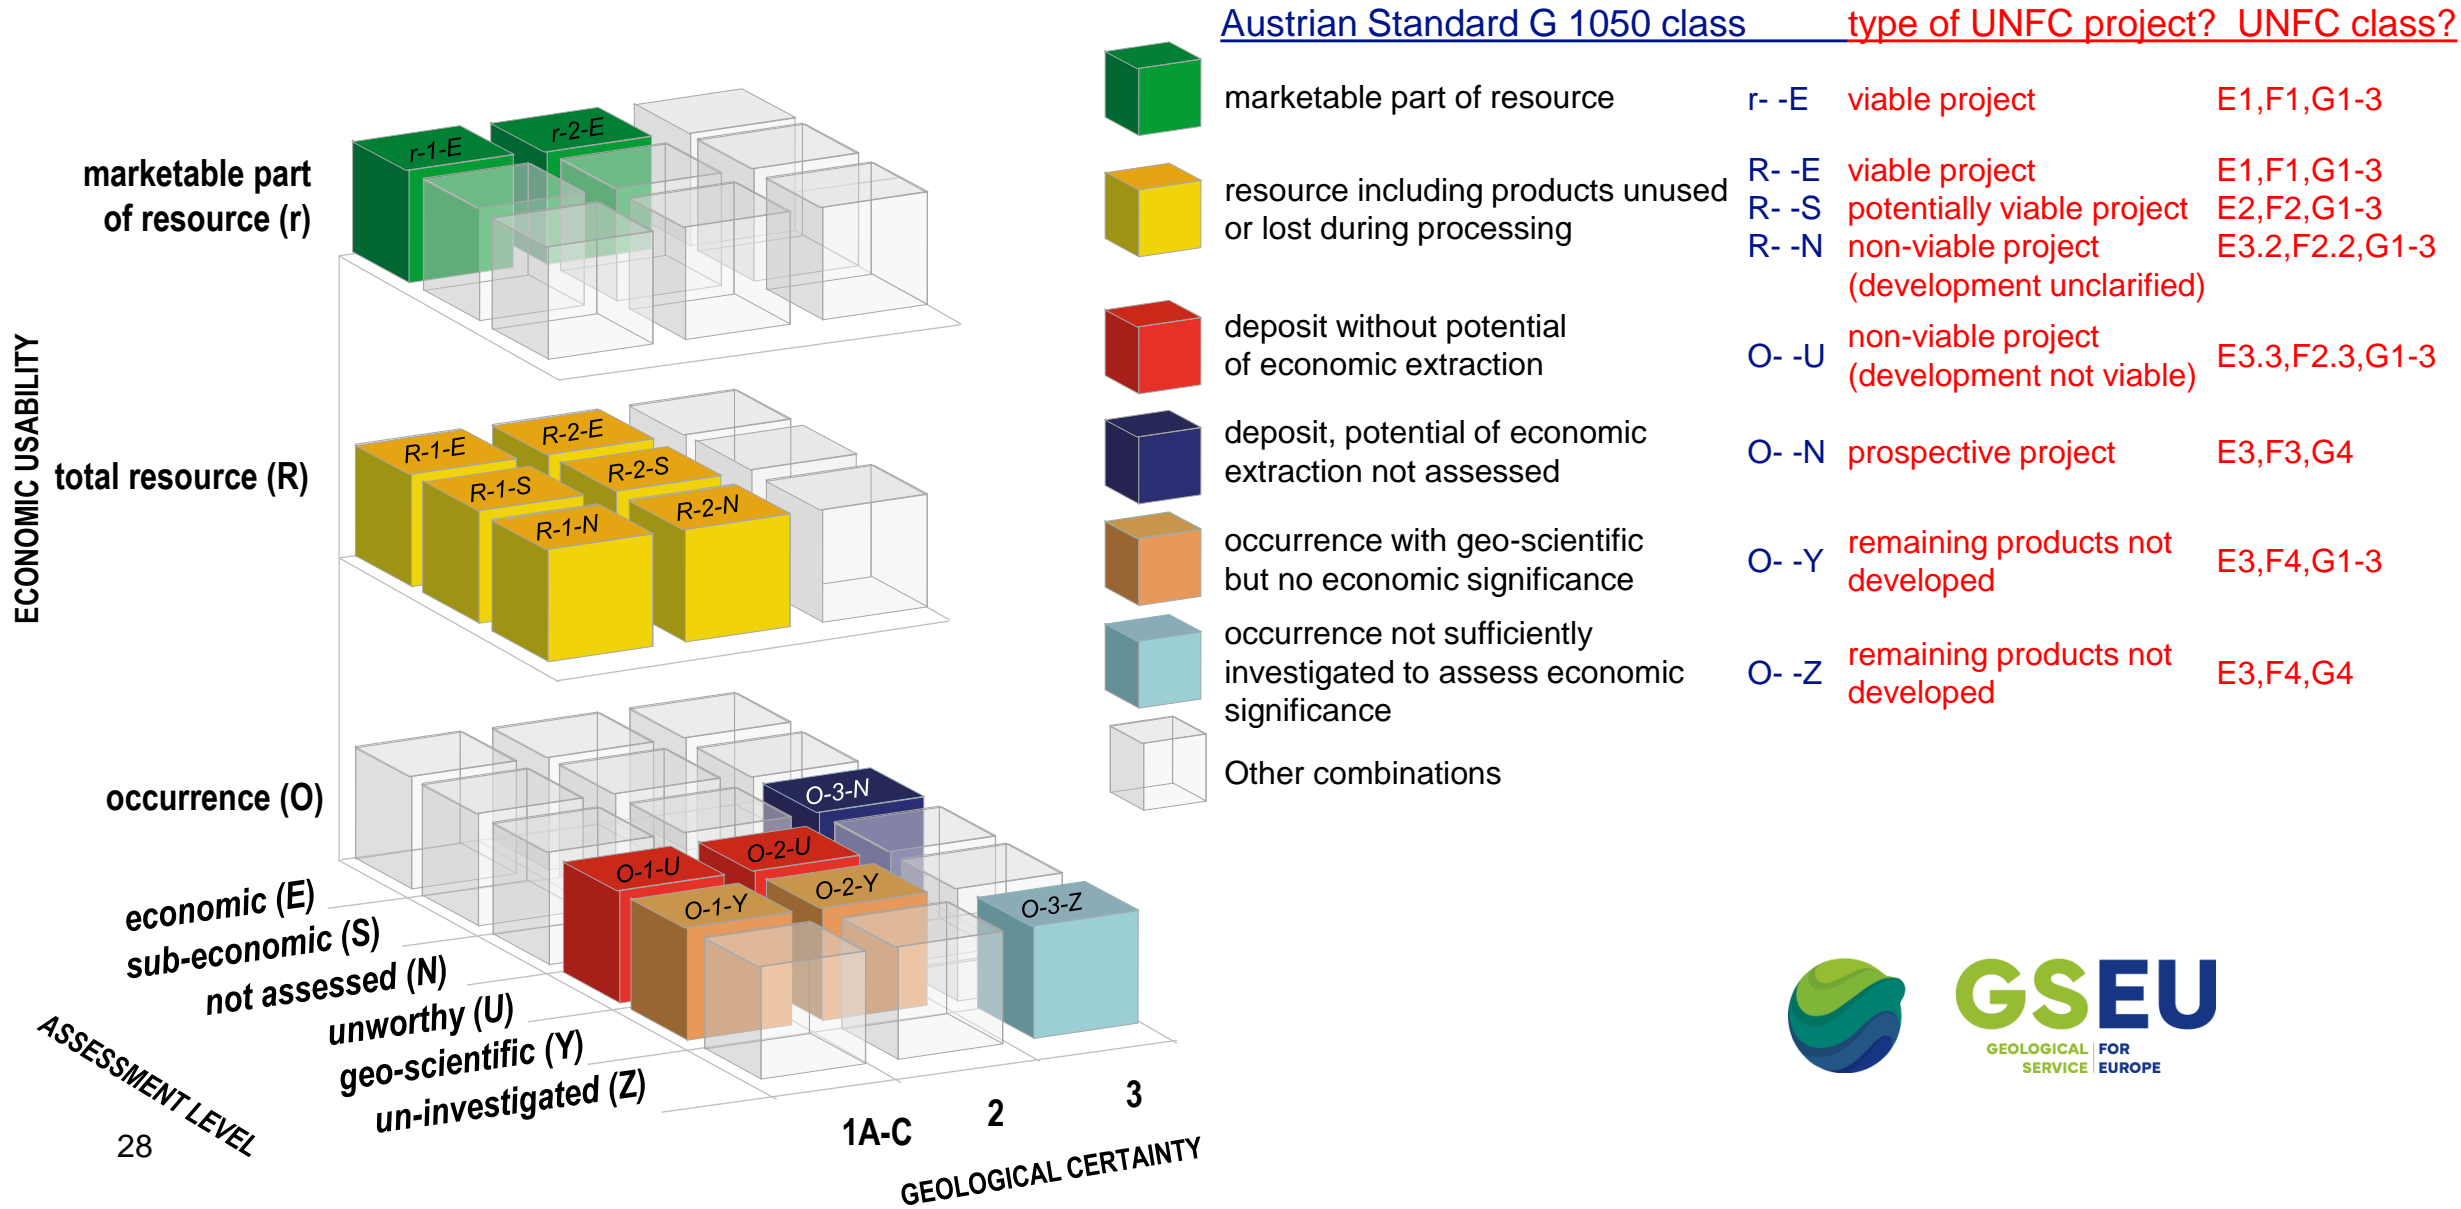 Austrian Standard G 1050 class type of UNFC project? UNFC class?
marketable part of resource r- -E viable project E1,F1,G1-3
resource including products unused
or lost during processing
R- -E viable project E1,F1,G1-3
R- -S potentially viable project E2,F2,G1-3
R- -N non-viable project E3.2,F2.2,G1-3
(development unclarified)
deposit without potential
of economic extraction
O- -U non-viable project
(development not viable)
E3.3,F2.3,G1-3
deposit, potential of economic
extraction not assessed
O- -N prospective project E3,F3,G4
occurrence with geo-scientific
but no economic significance
O- -Y remaining products not
developed
E3,F4,G1-3
occurrence not sufficiently
investigated to assess economic
significance
O- -Z remaining products not
developed
E3,F4,G4
Other combinations
ECONOMIC USABILITY
marketable part
of resource (r)
r-1-E
r-2-E
total resource (R)
R-1-E
R-2-E
R-1-S
R-2-S
R-1-N
R-2-N
occurrence (O)
O-3-N
O-1-U
O-2-U
O-1-Y
O-2-Y
O-3-Z
economic (E)
sub-economic (S)
not assessed (N)
unworthy (U)
geo-scientific (Y)
un-investigated (Z)
ASSESSMENT LEVEL
1A-C
2
3
GEOLOGICAL CERTAINTY
28
GSEU
GEOLOGICAL FOR
SERVICE EUROPE